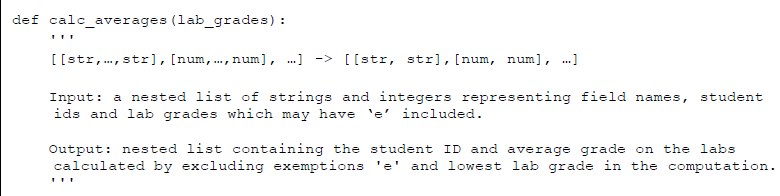 def calc_averages(lab_grades):
'''
[[str,…,str],[num,…,num], …] -> [[str, str],[num, num], …]
Input: a nested list of strings and integers representing field names, student
ids and lab grades which may have ‘e’ included.
Output: nested list containing the student ID and average grade on the labs
calculated by excluding exemptions 'e' and lowest lab grade in the computation.
'''